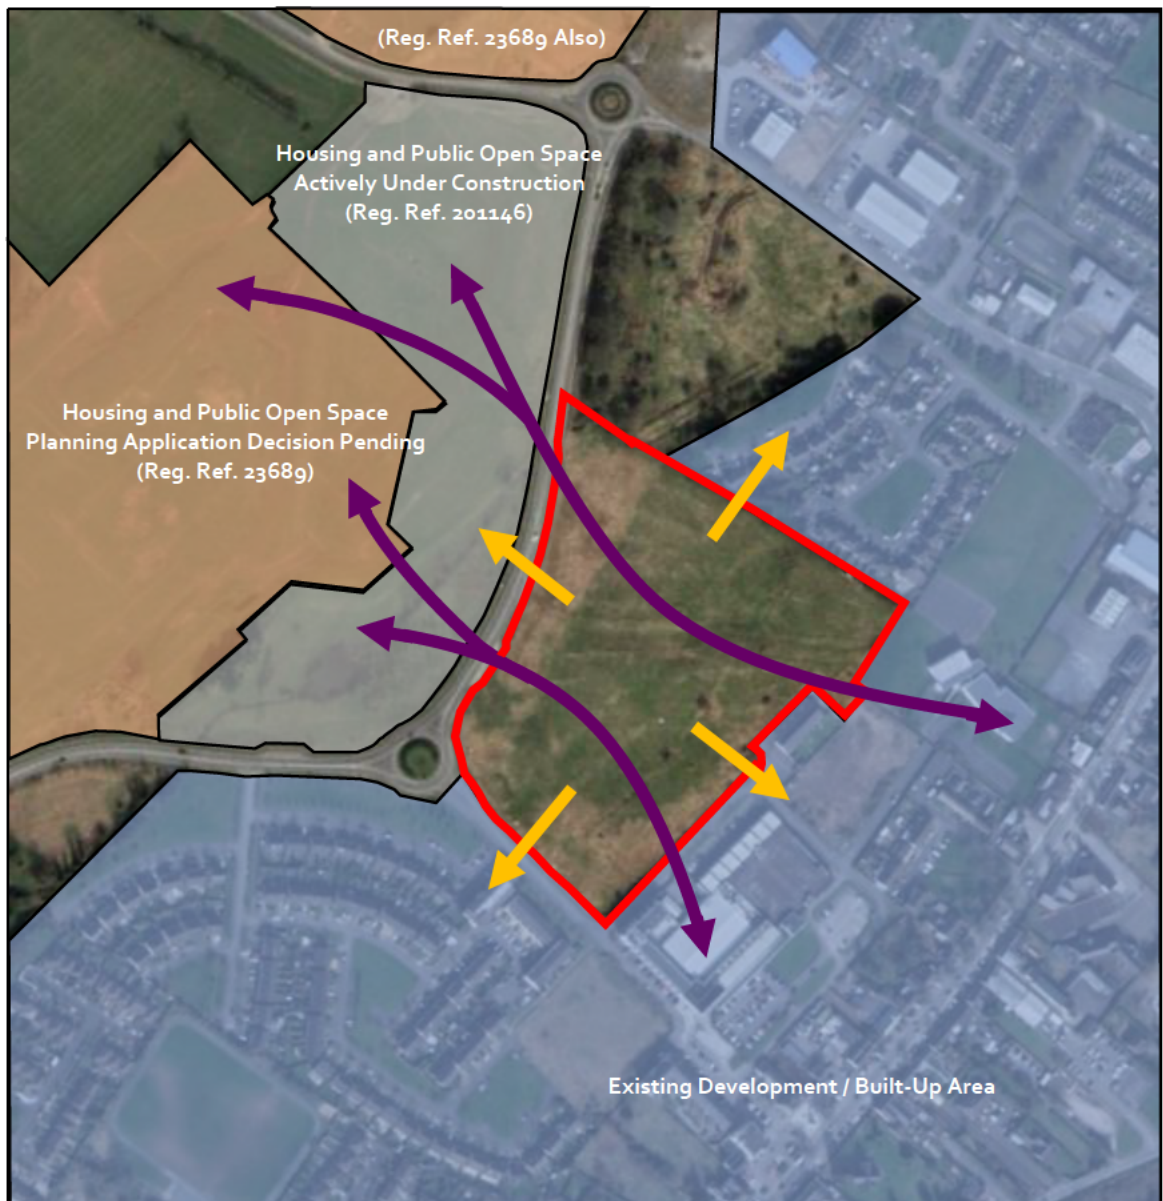 (Reg. Ref. 23689 Also)
Housing and Public Open Space
Actively Under Construction
(Reg. Ref. 201146)
Housing and Public Open Space
Planning Application Decision Pending
(Reg. Ref. 23689)
Existing Development / Built-Up Area